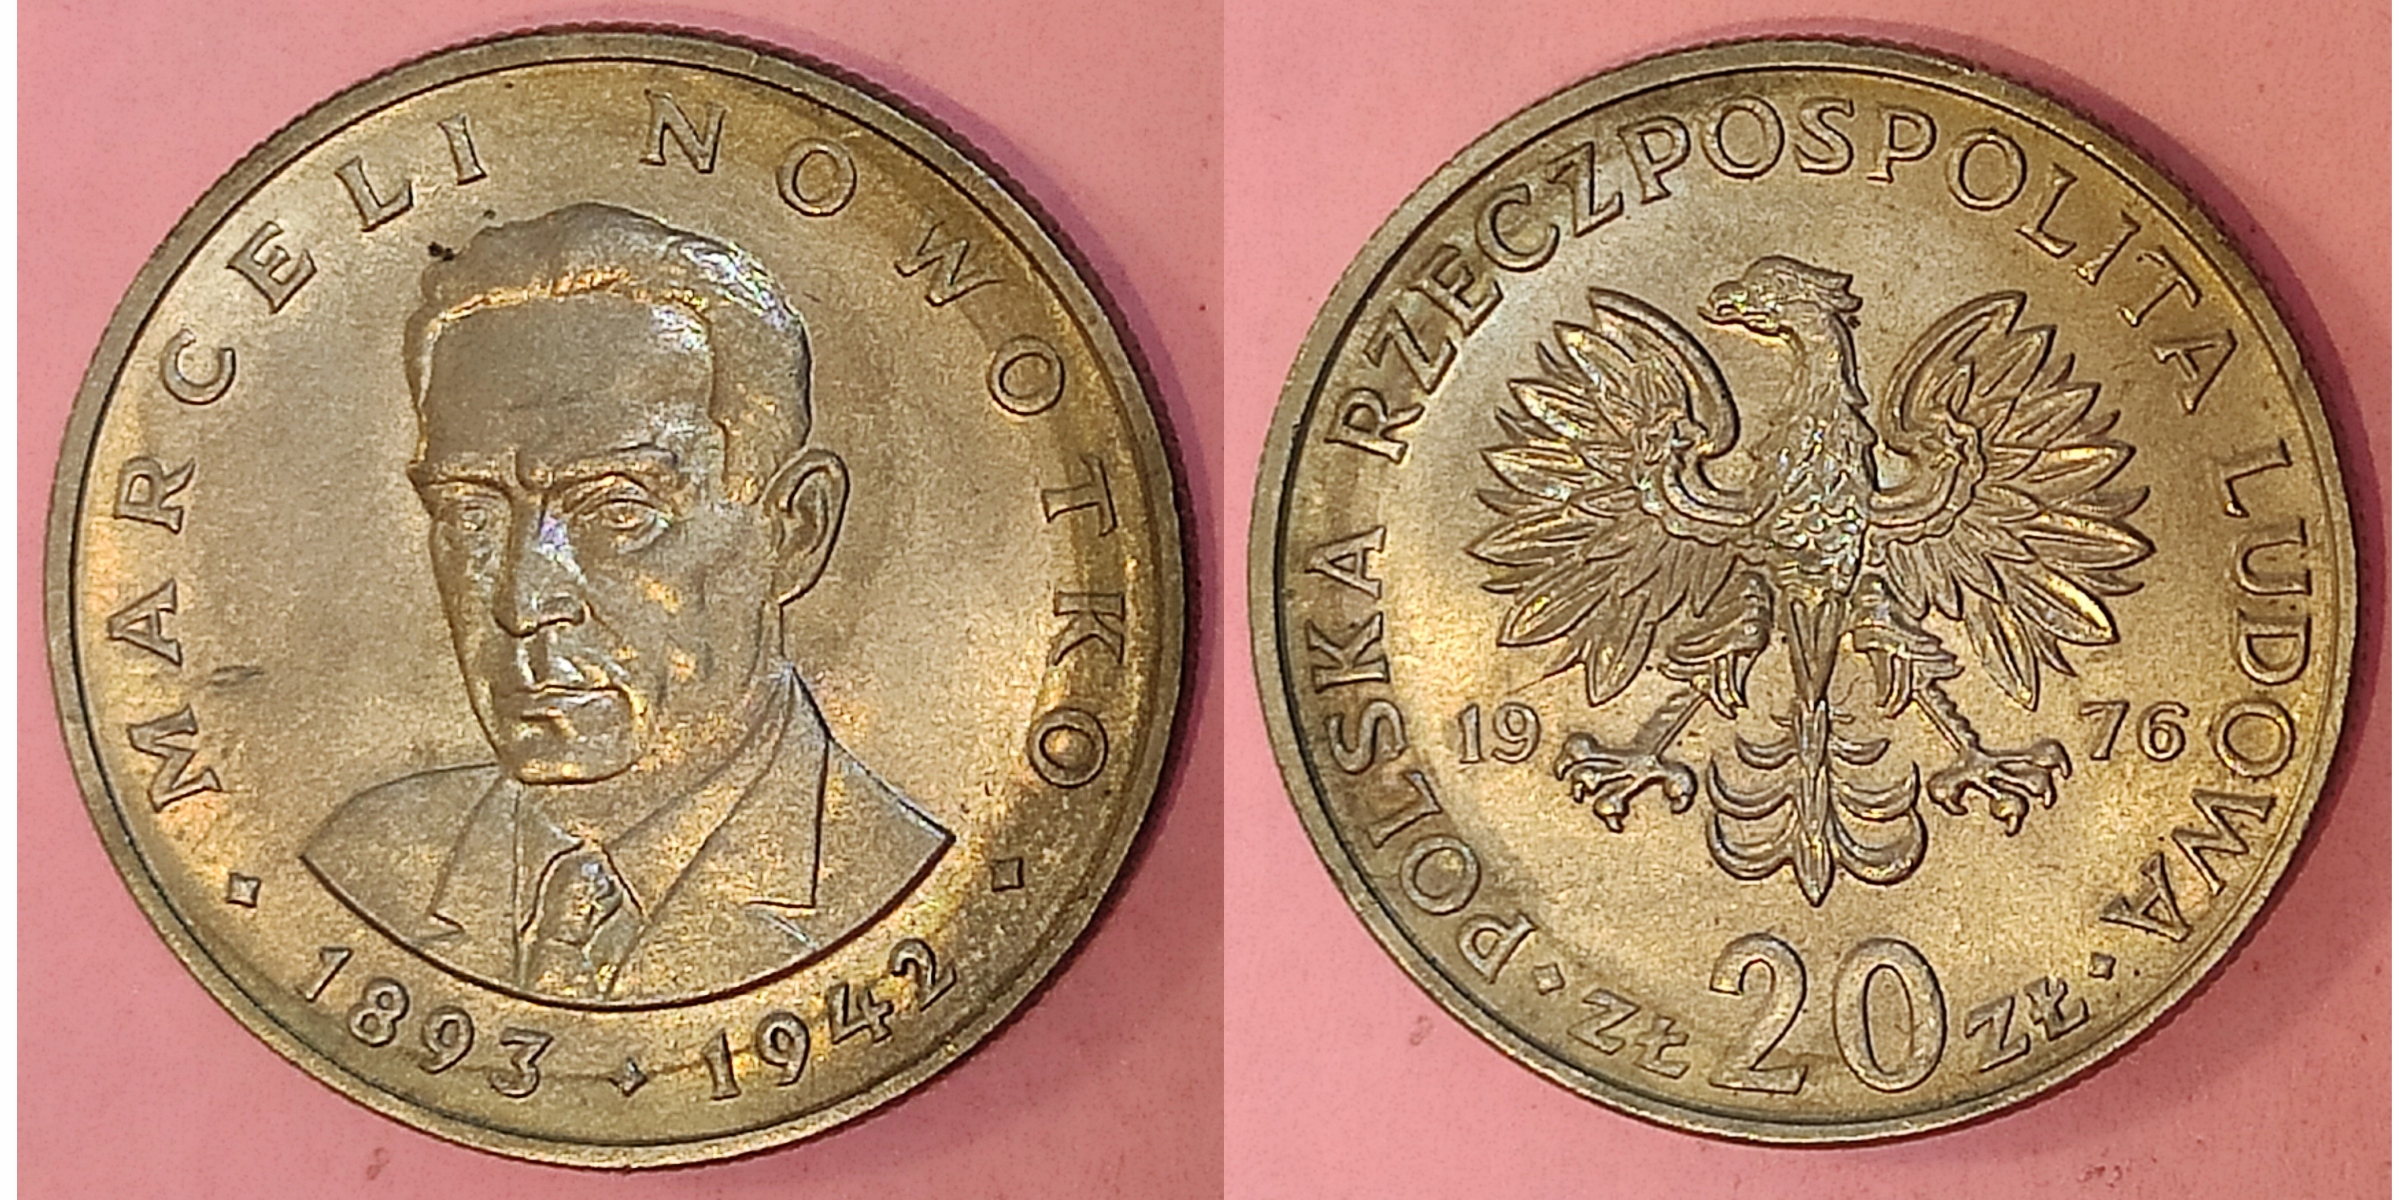 MARCELI NOWOTKO
1893 1942
POLSKA RZECZPOSPOLITA LUDOWA
19 76
ZŁ 20 ZŁ